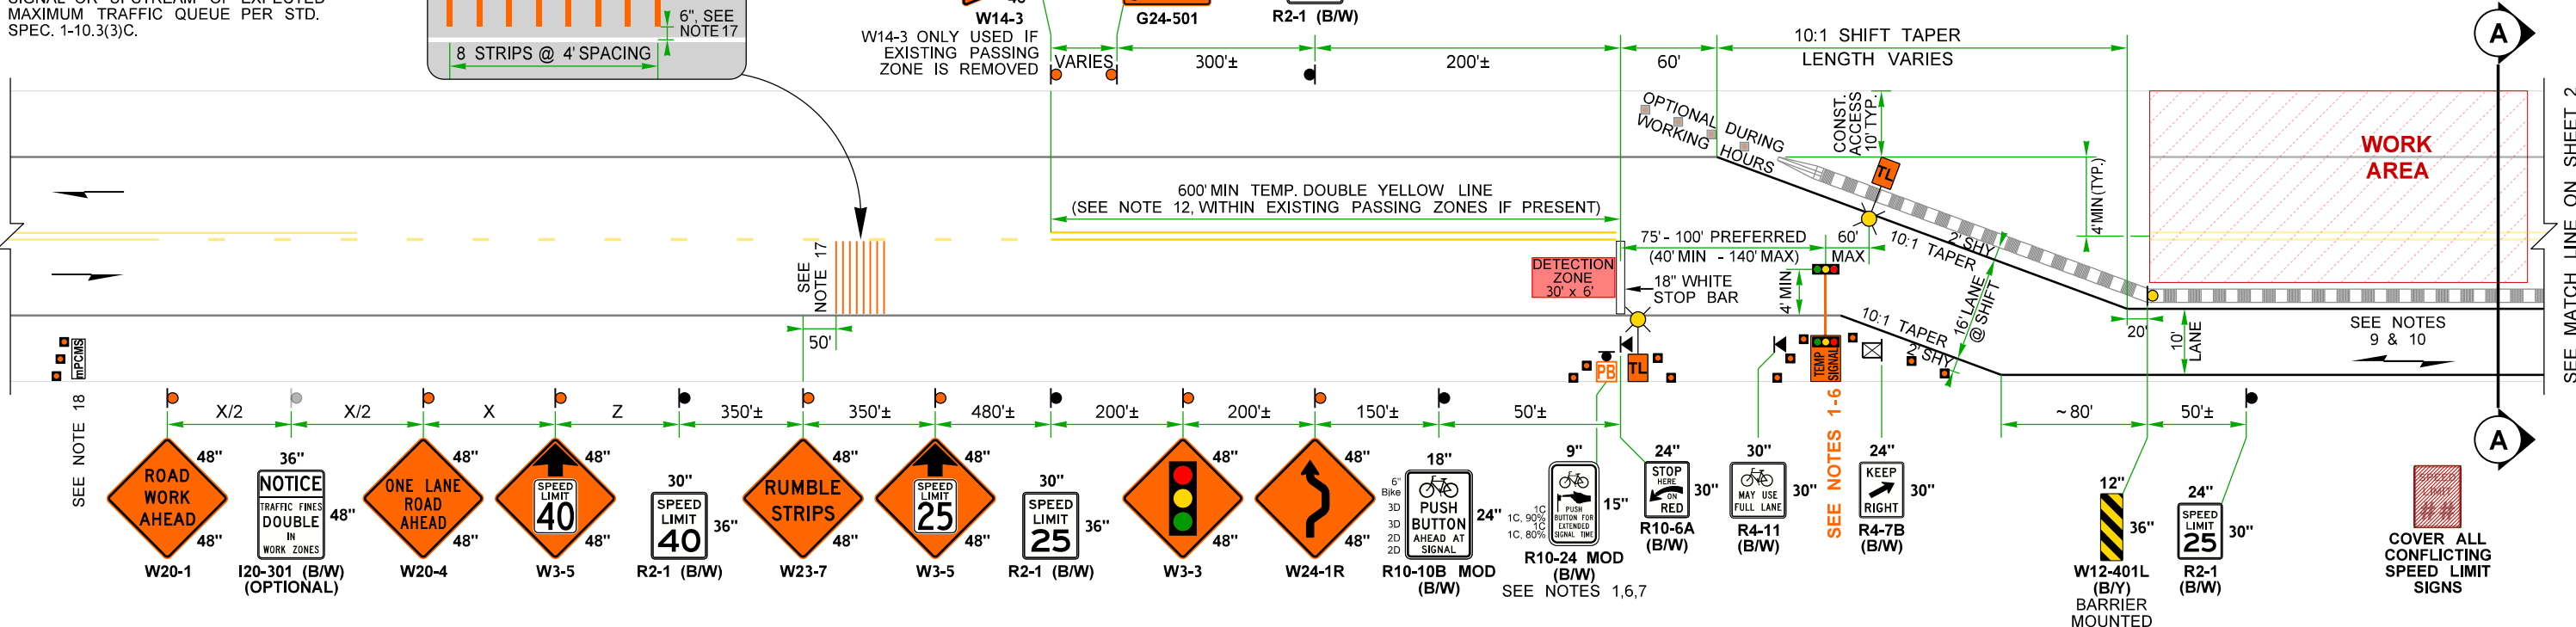 SIGNAL OR UPSTREAM OF EXPECTED
MAXIMUM TRAFFIC QUEUE PER STD.
SPEC. 1-10.3(3)C.
6", SEE
NOTE 17
8 STRIPS @ 4' SPACING
48"
W14-3
G24-501
R2-1 (B/W)
W14-3 ONLY USED IF
EXISTING PASSING
ZONE IS REMOVED
VARIES
300'±
200'±
60'
10:1 SHIFT TAPER
LENGTH VARIES
A
OPTIONAL DURING
WORKING HOURS
CONST.
ACCESS
10' TYP.
TL
4' MIN (TYP.)
WORK
AREA
SEE MATCH LINE ON SHEET 2
600' MIN TEMP. DOUBLE YELLOW LINE
(SEE NOTE 12, WITHIN EXISTING PASSING ZONES IF PRESENT)
SEE
NOTE 17
75' - 100' PREFERRED
(40' MIN - 140' MAX)
60'
MAX
2' SHY
10:1 TAPER
DETECTION
ZONE
30' x 6'
18" WHITE
STOP BAR
4' MIN
10:1 TAPER
16' LANE
@ SHIFT
2' SHY
20'
10'
LANE
SEE NOTES
9 & 10
50'
mPCMS
SEE NOTE 18
PB
TL
TEMP
SIGNAL
SEE NOTES 1-6
X/2
X/2
X
Z
350'±
350'±
480'±
200'±
200'±
150'±
50'±
~ 80'
50'±
A
ROAD
WORK
AHEAD
48"
48"
W20-1
36"
NOTICE
TRAFFIC FINES
DOUBLE
IN
WORK ZONES
48"
I20-301 (B/W)
(OPTIONAL)
ONE LANE
ROAD
AHEAD
48"
48"
W20-4
SPEED
LIMIT
40
48"
48"
W3-5
30"
SPEED
LIMIT
40
36"
R2-1 (B/W)
RUMBLE
STRIPS
48"
48"
W23-7
SPEED
LIMIT
25
48"
48"
W3-5
30"
SPEED
LIMIT
25
36"
R2-1 (B/W)
48"
48"
W3-3
48"
48"
W24-1R
18"
6"
Bike
3D
3D
2D
2D
PUSH
BUTTON
AHEAD AT
SIGNAL
24"
R10-10B MOD
(B/W)
9"
1C
1C, 90%
1C
1C, 80%
PUSH
BUTTON FOR
EXTENDED
SIGNAL TIME
15"
R10-24 MOD
(B/W)
SEE NOTES 1,6,7
24"
STOP
HERE
ON
RED
30"
R10-6A
(B/W)
30"
MAY USE
FULL LANE
30"
R4-11
(B/W)
24"
KEEP
RIGHT
30"
R4-7B
(B/W)
12"
36"
W12-401L
(B/Y)
BARRIER
MOUNTED
24"
SPEED
LIMIT
25
30"
R2-1
(B/W)
SPEED
LIMIT
##
COVER ALL
CONFLICTING
SPEED LIMIT
SIGNS